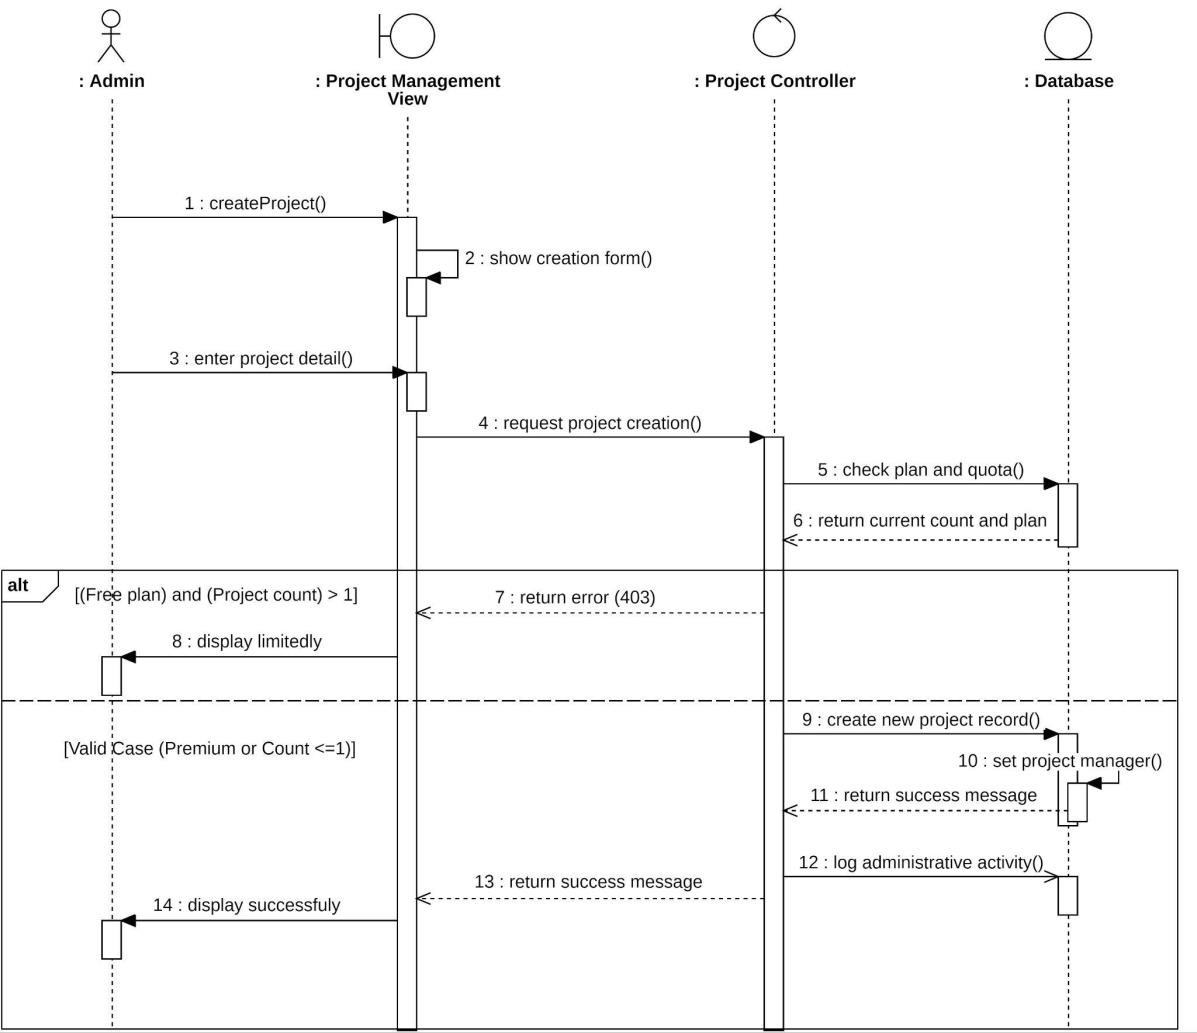 : Admin
: Project Management
View
: Project Controller
: Database
1 : createProject()
2 : show creation form()
3 : enter project detail()
4 : request project creation()
5 : check plan and quota()
6 : return current count and plan
alt
[(Free plan) and (Project count) > 1]
7 : return error (403)
8 : display limitedly
9 : create new project record()
[Valid Case (Premium or Count <=1)]
10 : set project manager()
11 : return success message
12 : log administrative activity()
13 : return success message
14 : display successfuly